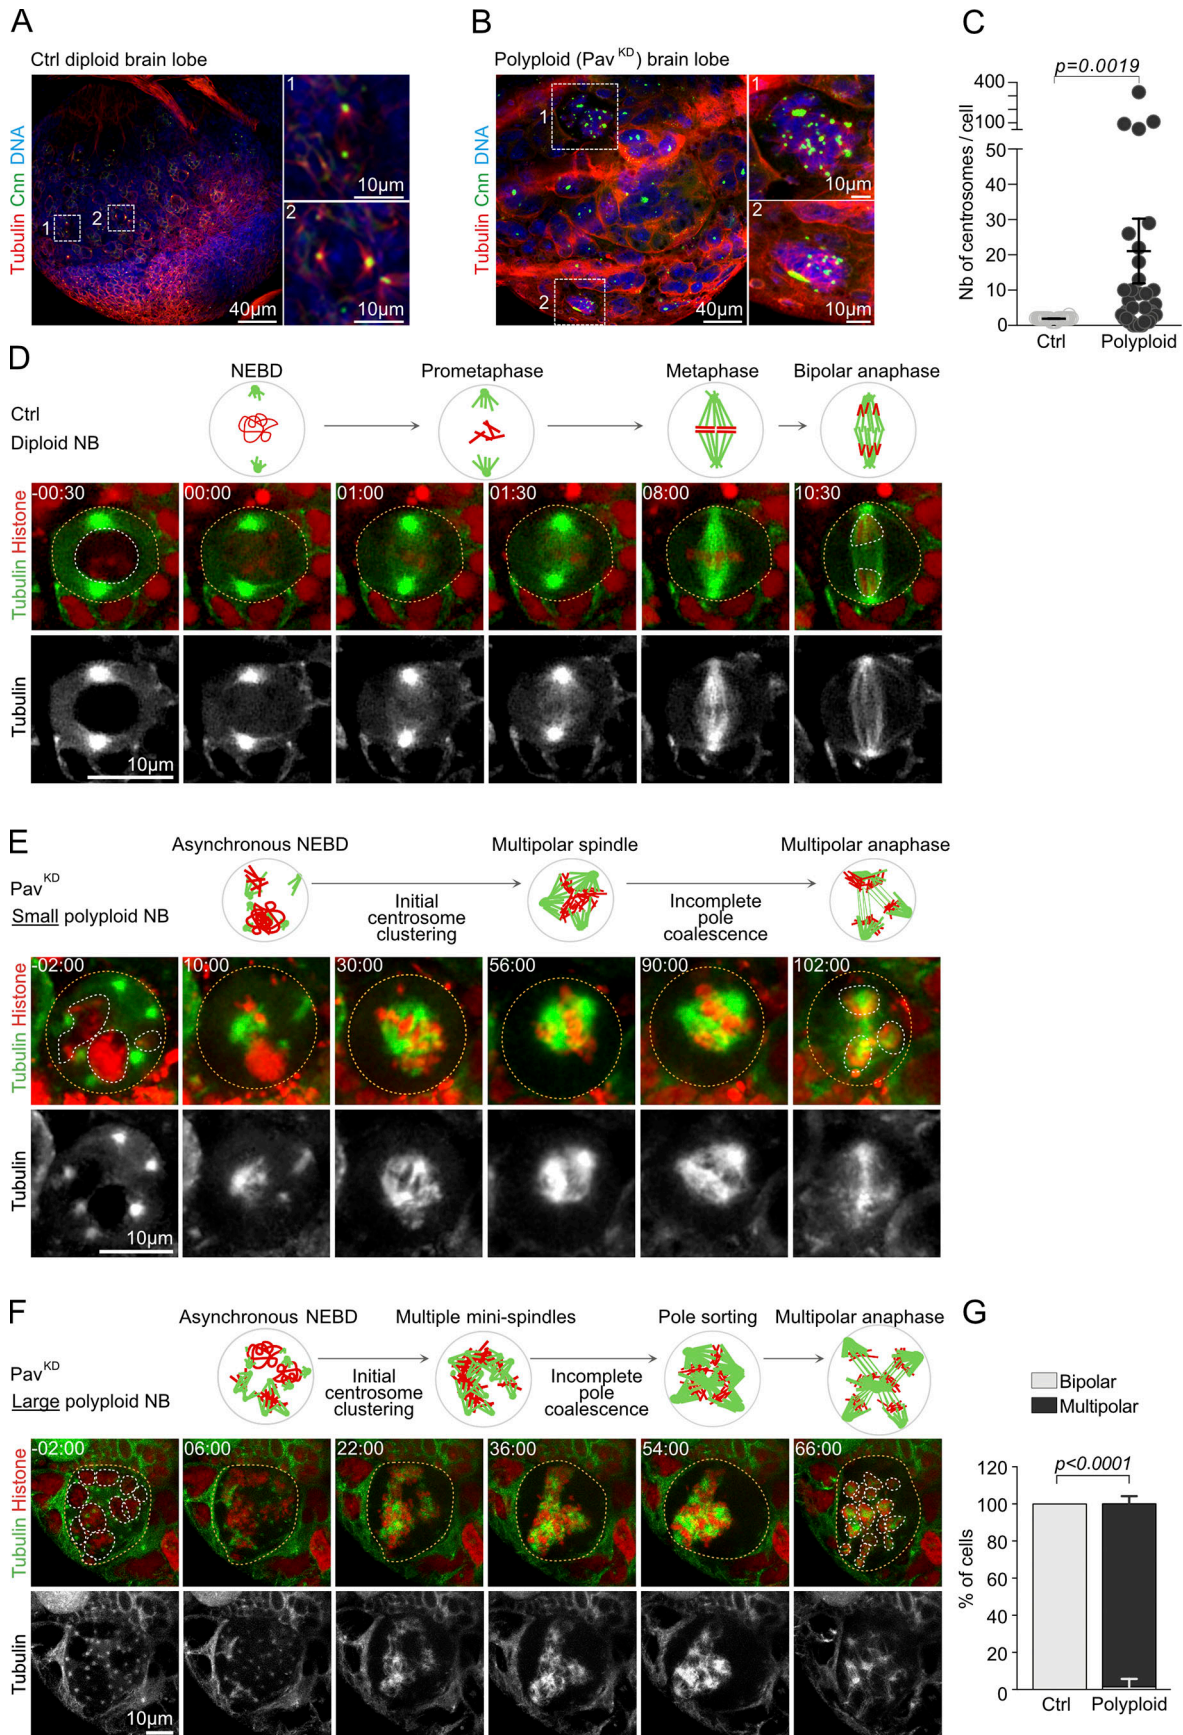 A
Ctrl diploid brain lobe
Tubulin Cnn DNA
1
2
40µm
1
10µm
2
10µm
B
Polyploid (Pav KD) brain lobe
Tubulin Cnn DNA
1
2
40µm
1
10µm
2
10µm
C
p=0.0019
Nb of centrosomes / cell
400
100
50
40
30
20
10
0
Ctrl
Polyploid
D
Ctrl
Diploid NB
NEBD
Prometaphase
Metaphase
Bipolar anaphase
Tubulin Histone
-00:30
00:00
01:00
01:30
08:00
10:30
Tubulin
10µm
E
Pav KD
Small polyploid NB
Asynchronous NEBD
Initial
centrosome
clustering
Multipolar spindle
Incomplete
pole
coalescence
Multipolar anaphase
Tubulin Histone
-02:00
10:00
30:00
56:00
90:00
102:00
Tubulin
10µm
F
Pav KD
Large polyploid NB
Asynchronous NEBD
Initial
centrosome
clustering
Multiple mini-spindles
Incomplete
pole
coalescence
Pole sorting
Multipolar anaphase
Tubulin Histone
-02:00
06:00
22:00
36:00
54:00
66:00
Tubulin
10µm
G
Bipolar
Multipolar
p<0.0001
% of cells
120
100
80
60
40
20
0
Ctrl
Polyploid